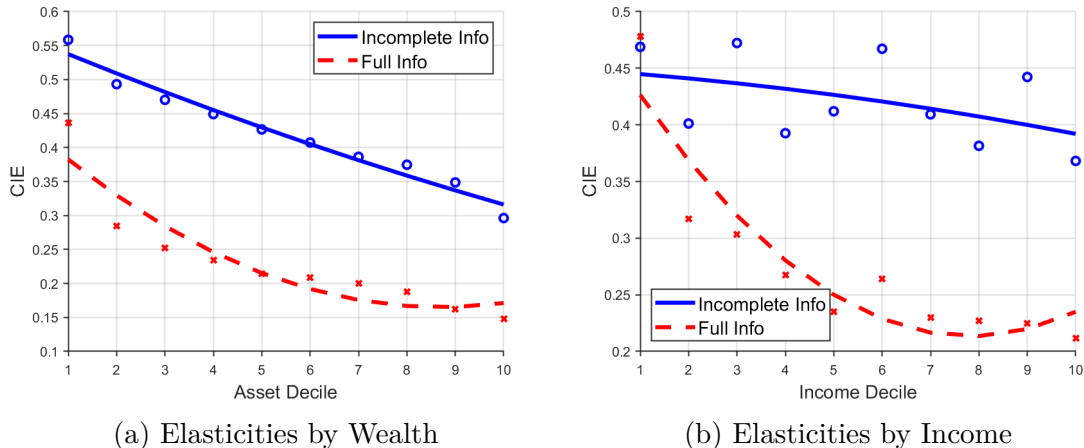 0.6
0.55
0.5
0.45
0.4
0.35
0.3
0.25
0.2
0.15
0.1
CIE
1 2 3 4 5 6 7 8 9 10
Asset Decile
Incomplete Info
Full Info
(a) Elasticities by Wealth
0.5
0.45
0.4
0.35
0.3
0.25
0.2
CIE
1 2 3 4 5 6 7 8 9 10
Income Decile
Incomplete Info
Full Info
(b) Elasticities by Income